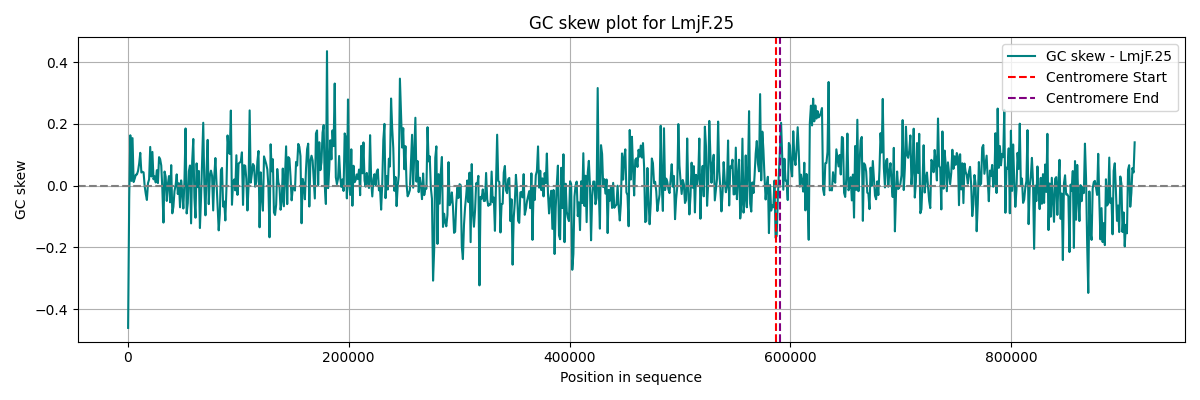 GC skew plot for LmjF.25
GC skew - LmjF.25
Centromere Start
Centromere End
GC skew
0.4
0.2
0.0
−0.2
−0.4
0 200000 400000 600000 800000
Position in sequence